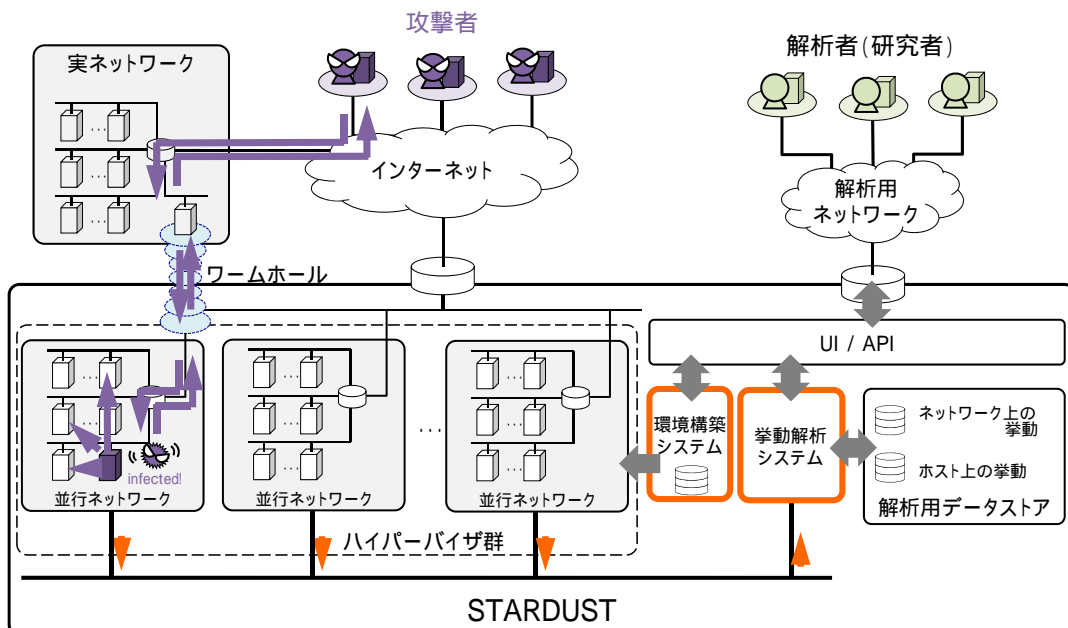 攻撃者
実ネットワーク
解析者(研究者)
インターネット
解析用
ネットワーク
ワームホール
UI / API
環境構築
システム
挙動解析
システム
ネットワーク上の
挙動
ホスト上の挙動
解析用データストア
infected!
並行ネットワーク
並行ネットワーク
...
並行ネットワーク
ハイパーバイザ群
STARDUST